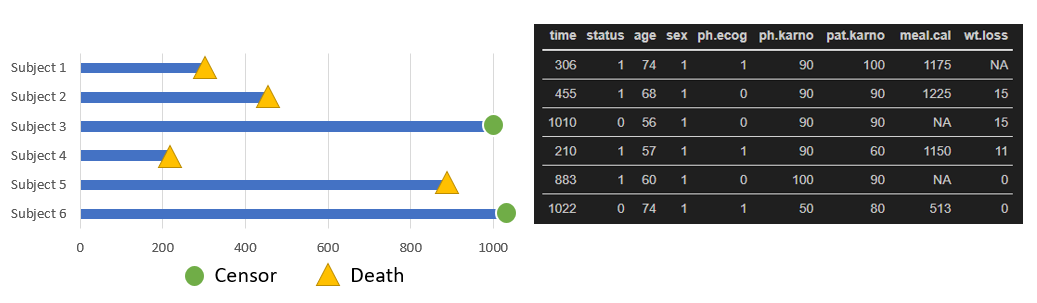 Subject 1
Subject 2
Subject 3
Subject 4
Subject 5
Subject 6
0 200 400 600 800 1000
Censor Death
time status age sex ph.ecog ph.karno pat.karno meal.cal wt.loss
306 1 74 1 1 90 100 1175 NA
455 1 68 1 0 90 90 1225 15
1010 0 56 1 0 90 90 NA 15
210 1 57 1 1 90 60 1150 11
883 1 60 1 0 100 90 NA 0
1022 0 74 1 1 50 80 513 0